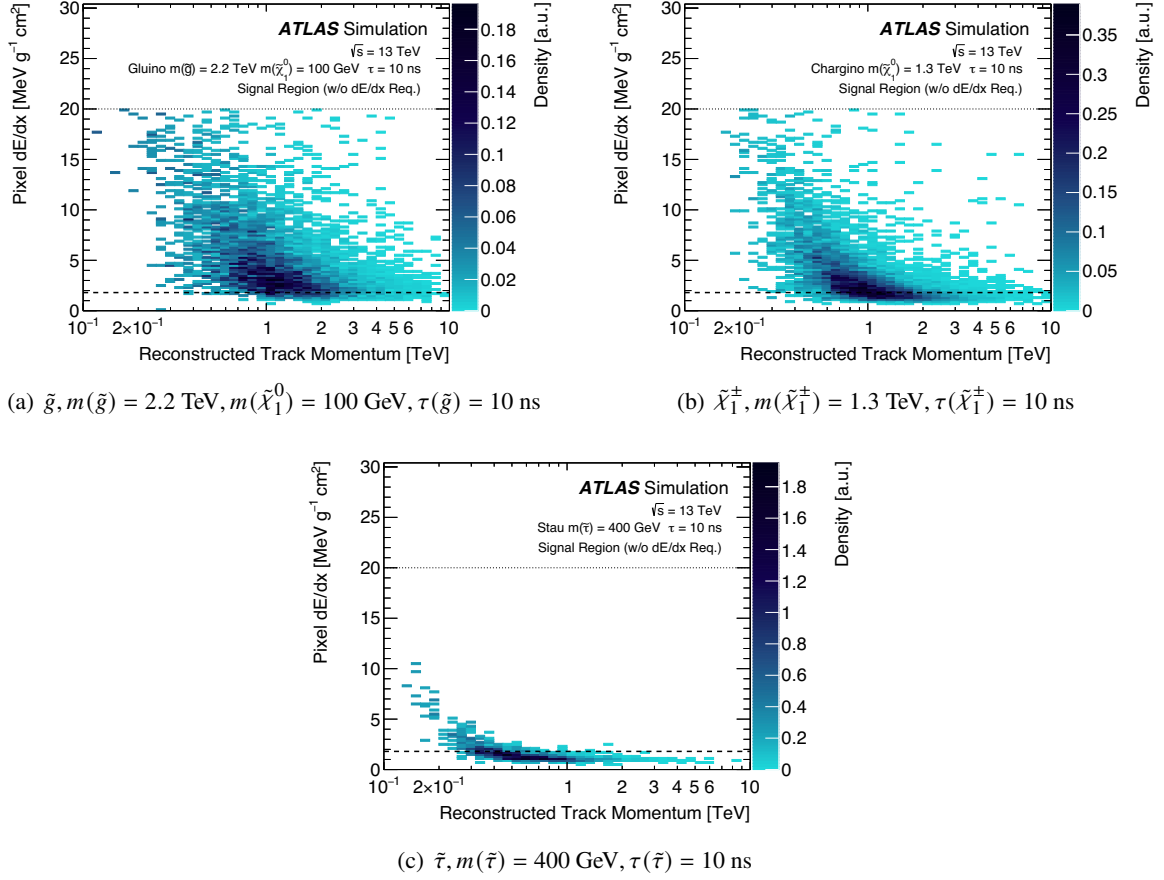 ATLAS Simulation
√s = 13 TeV
Gluino m(g̃) = 2.2 TeV m(χ̃₁⁰) = 100 GeV τ = 10 ns
Signal Region (w/o dE/dx Req.)
Pixel dE/dx [MeV g⁻¹ cm²]
30
25
20
15
10
5
0
10⁻¹ 2×10⁻¹ 1 2 3 4 5 6 10
Reconstructed Track Momentum [TeV]
Density [a.u.]
0.18
0.16
0.14
0.12
0.1
0.08
0.06
0.04
0.02
0
(a) g̃, m(g̃) = 2.2 TeV, m(χ̃₁⁰) = 100 GeV, τ(g̃) = 10 ns
ATLAS Simulation
√s = 13 TeV
Chargino m(χ̃₁⁰) = 1.3 TeV τ = 10 ns
Signal Region (w/o dE/dx Req.)
Pixel dE/dx [MeV g⁻¹ cm²]
30
25
20
15
10
5
0
10⁻¹ 2×10⁻¹ 1 2 3 4 5 6 10
Reconstructed Track Momentum [TeV]
Density [a.u.]
0.35
0.3
0.25
0.2
0.15
0.1
0.05
0
(b) χ̃₁±, m(χ̃₁±) = 1.3 TeV, τ(χ̃₁±) = 10 ns
ATLAS Simulation
√s = 13 TeV
Stau m(τ̃) = 400 GeV τ = 10 ns
Signal Region (w/o dE/dx Req.)
Pixel dE/dx [MeV g⁻¹ cm²]
30
25
20
15
10
5
0
10⁻¹ 2×10⁻¹ 1 2 3 4 5 6 10
Reconstructed Track Momentum [TeV]
Density [a.u.]
1.8
1.6
1.4
1.2
1
0.8
0.6
0.4
0.2
0
(c) τ̃, m(τ̃) = 400 GeV, τ(τ̃) = 10 ns